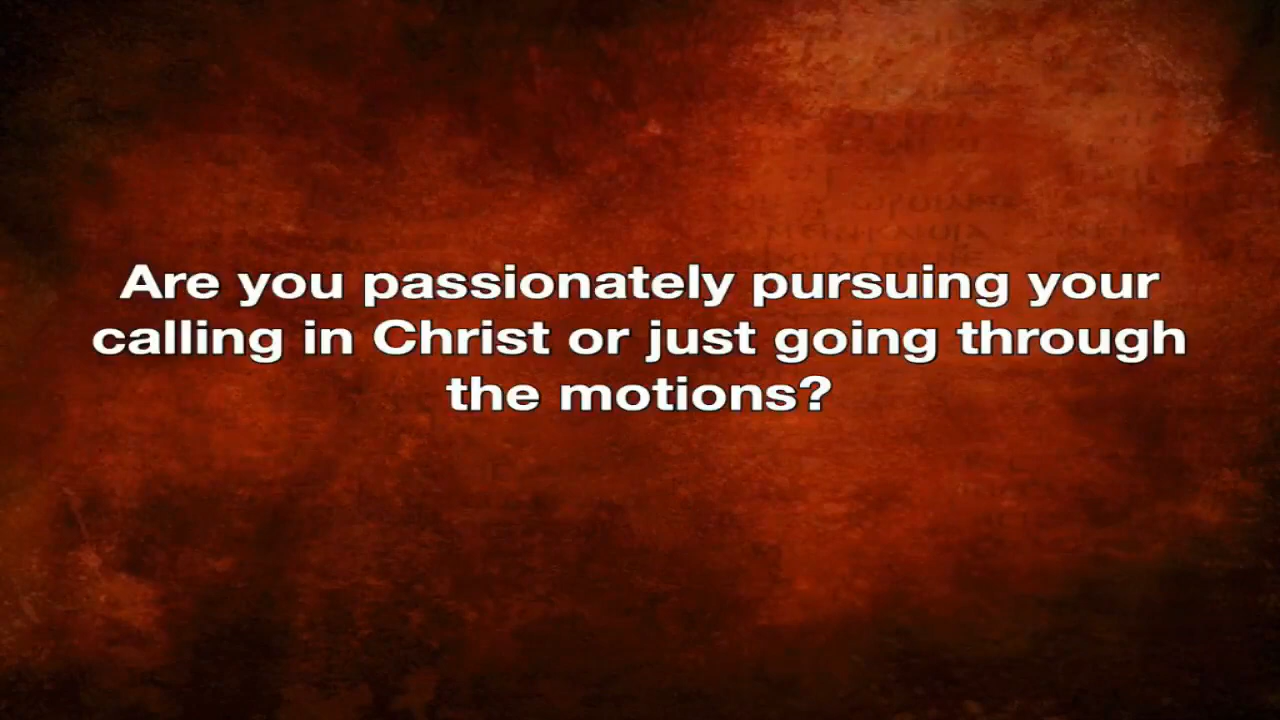 Are you passionately pursuing your
calling in Christ or just going through
the motions?